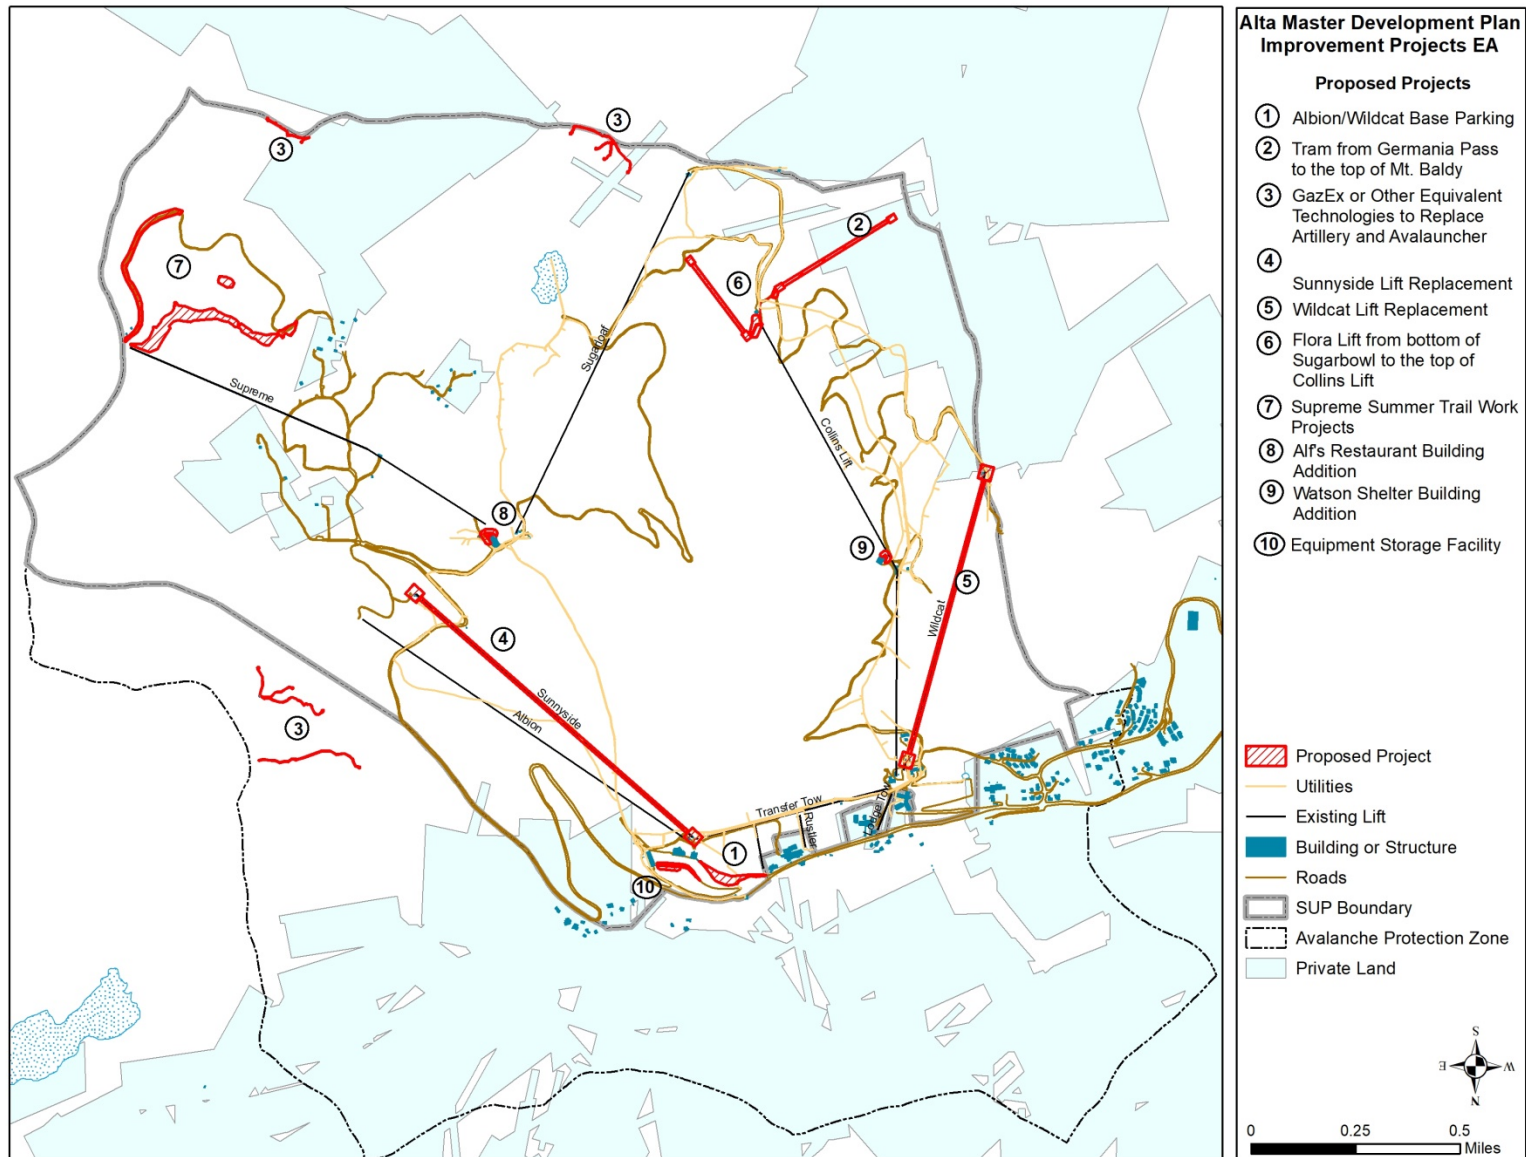 Alta Master Development Plan
Improvement Projects EA
Proposed Projects
1 Albion/Wildcat Base Parking
2 Tram from Germania Pass
to the top of Mt. Baldy
3 GazEx or Other Equivalent
Technologies to Replace
Artillery and Avalauncher
4
Sunnyside Lift Replacement
5 Wildcat Lift Replacement
6 Flora Lift from bottom of
Sugarbowl to the top of
Collins Lift
7 Supreme Summer Trail Work
Projects
8 Alf's Restaurant Building
Addition
9 Watson Shelter Building
Addition
10 Equipment Storage Facility
Proposed Project
Utilities
Existing Lift
Building or Structure
Roads
SUP Boundary
Avalanche Protection Zone
Private Land
S
E W
N
0 0.25 0.5
Miles
3
3
2
7
6
Sugarloaf
Supreme
Collins Lift
8
9
5
Wildcat
4
Sunnyside
Albion
3
Transfer Tow
Rustler
Lodge Tow
1
10